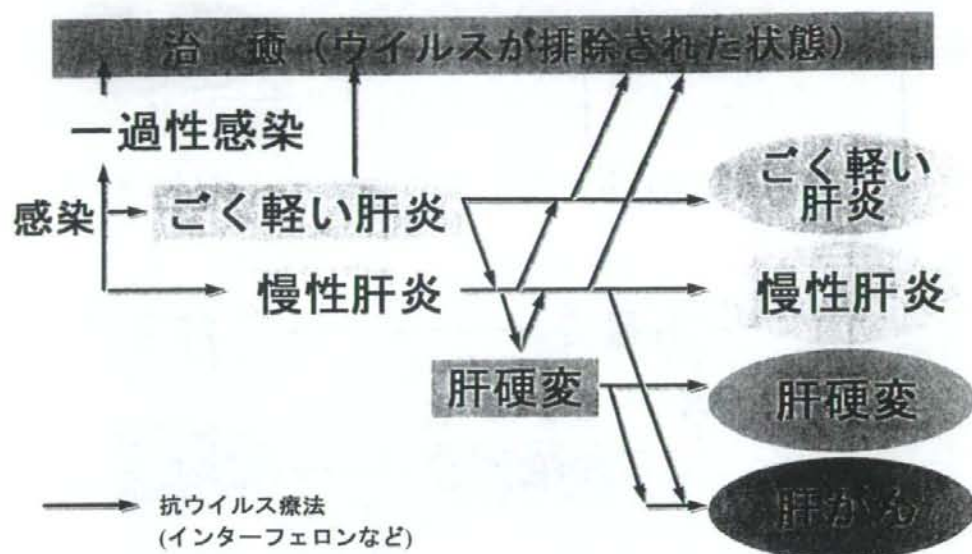 治 癒 (ウイルスが排除された状態)
一過性感染
感染
ごく軽い肝炎
慢性肝炎
肝硬変
ごく軽い
肝炎
慢性肝炎
肝硬変
肝がん
抗ウイルス療法
(インターフェロンなど)